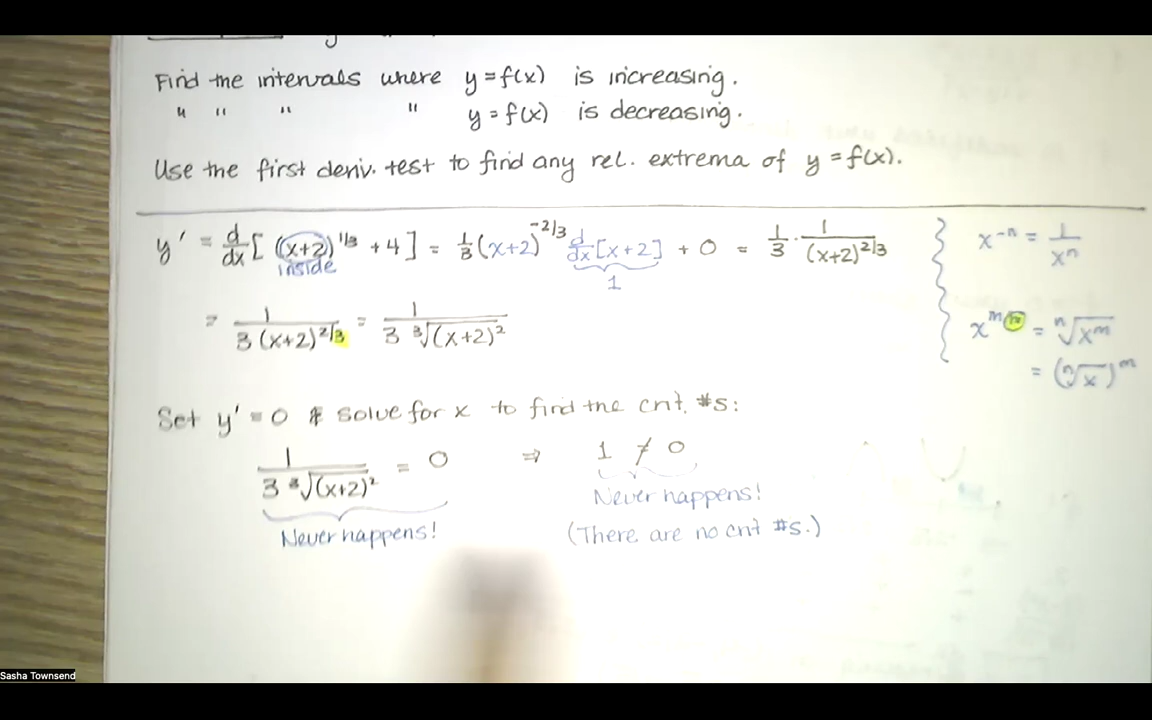 Find the intervals where y = f(x) is increasing.
" " " " y = f(x) is decreasing.
Use the first deriv. test to find any rel. extrema of y = f(x).
y' = d/dx [ (x+2)^1/3 + 4 ] = 1/3 (x+2)^-2/3 d/dx [x+2] + 0 = 1/3 · 1/(x+2)^2/3
inside
1
x^-n = 1/x^n
= 1/(3 (x+2)^2/3) = 1/(3 ∛(x+2)²)
x^m/n = ⁿ√x^m
= (ⁿ√x)^m
Set y' = 0 & solve for x to find the crit. #s:
1/(3 ∛(x+2)²) = 0 ⇒ 1 ≠ 0
Never happens!
Never happens!
(There are no crit #s.)
Sasha Townsend